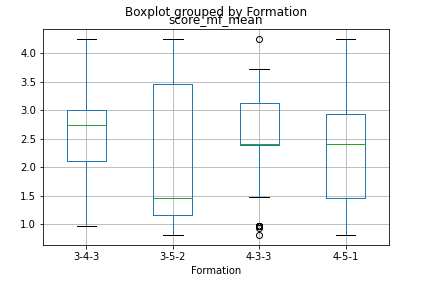 Boxplot grouped by Formation
score_mf_mean
4.0
3.5
3.0
2.5
2.0
1.5
1.0
3-4-3 3-5-2 4-3-3 4-5-1
Formation